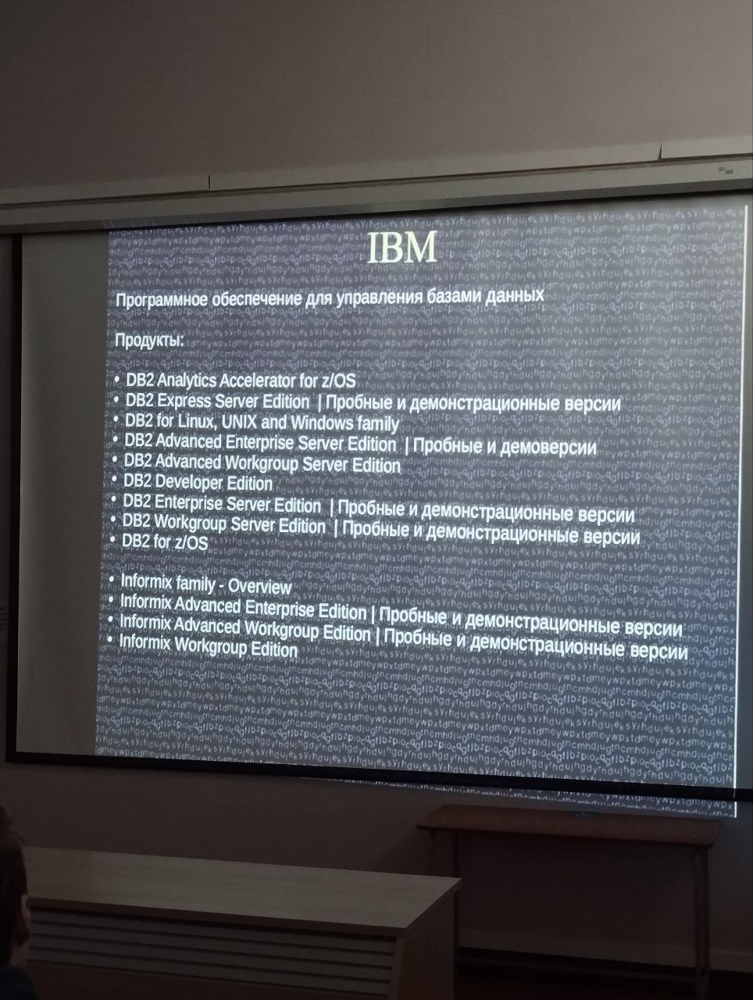 IBM
Программное обеспечение для управления базами данных
Продукты:
• DB2 Analytics Accelerator for z/OS
• DB2 Express Server Edition | Пробные и демонстрационные версии
• DB2 for Linux, UNIX and Windows family
• DB2 Advanced Enterprise Server Edition | Пробные и демоверсии
• DB2 Advanced Workgroup Server Edition
• DB2 Developer Edition
• DB2 Enterprise Server Edition | Пробные и демонстрационные версии
• DB2 Workgroup Server Edition | Пробные и демонстрационные версии
• DB2 for z/OS
• Informix family - Overview
• Informix Advanced Enterprise Edition | Пробные и демонстрационные версии
• Informix Advanced Workgroup Edition | Пробные и демонстрационные версии
• Informix Workgroup Edition